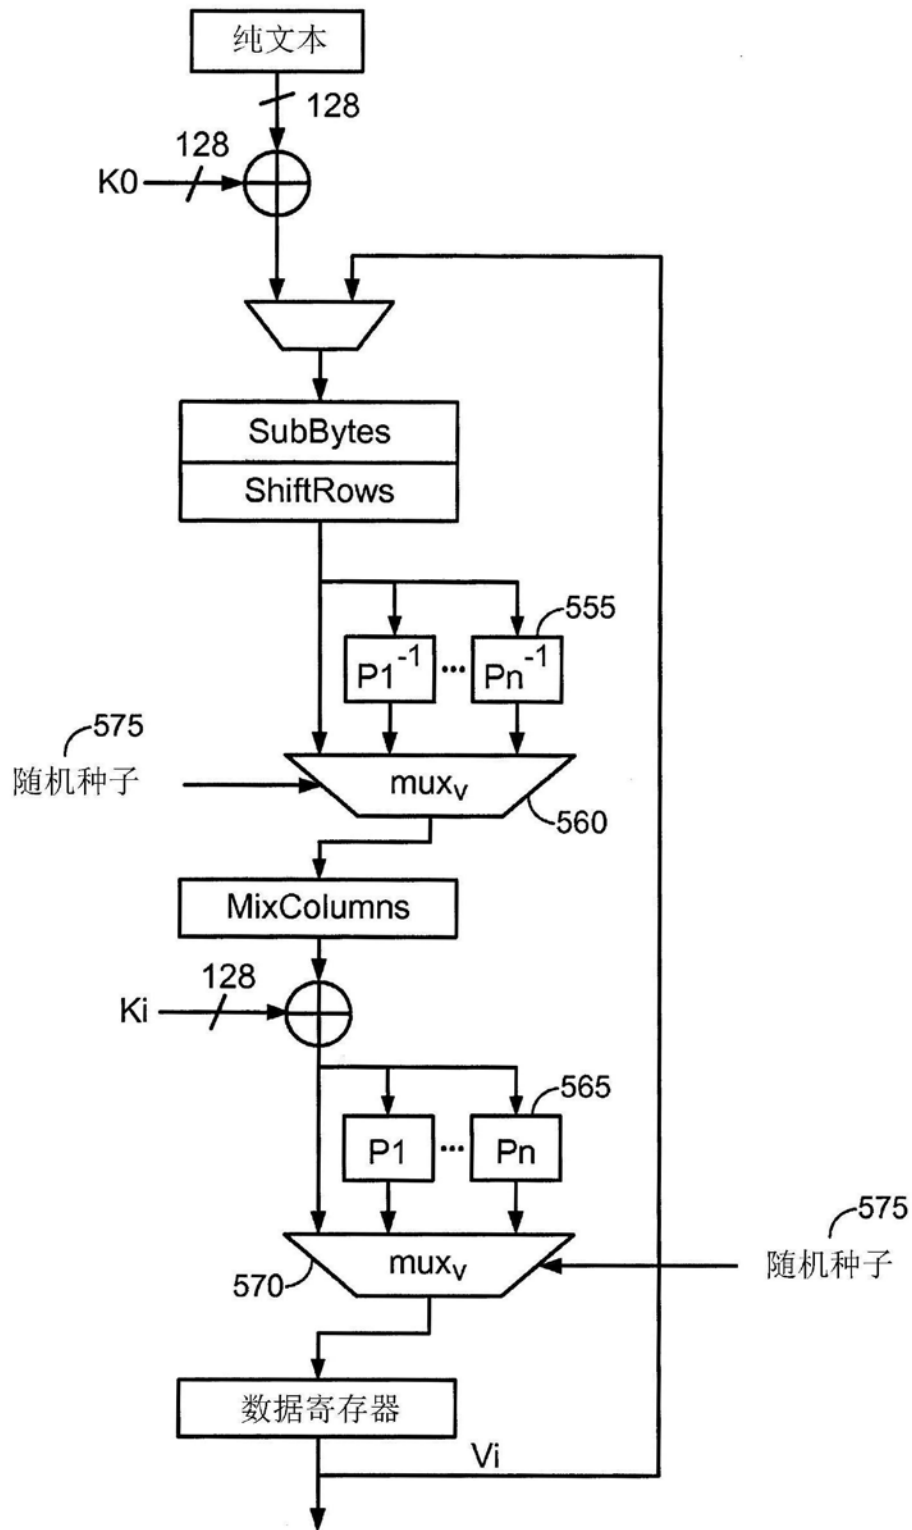 纯文本
128
128
K0
SubBytes
ShiftRows
555
P1⁻¹ ... Pn⁻¹
575
随机种子
muxᵥ
560
MixColumns
128
Ki
565
P1 ... Pn
575
随机种子
muxᵥ
570
数据寄存器
Vi